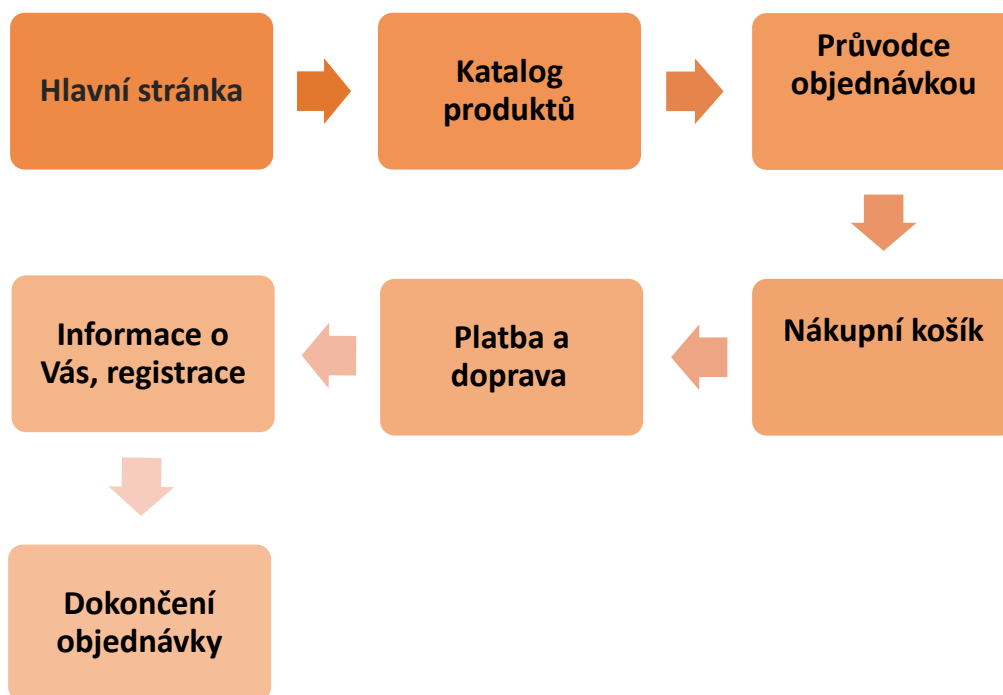 Hlavní stránka
Katalog
produktů
Průvodce
objednávkou
Nákupní košík
Platba a
doprava
Informace o
Vás, registrace
Dokončení
objednávky